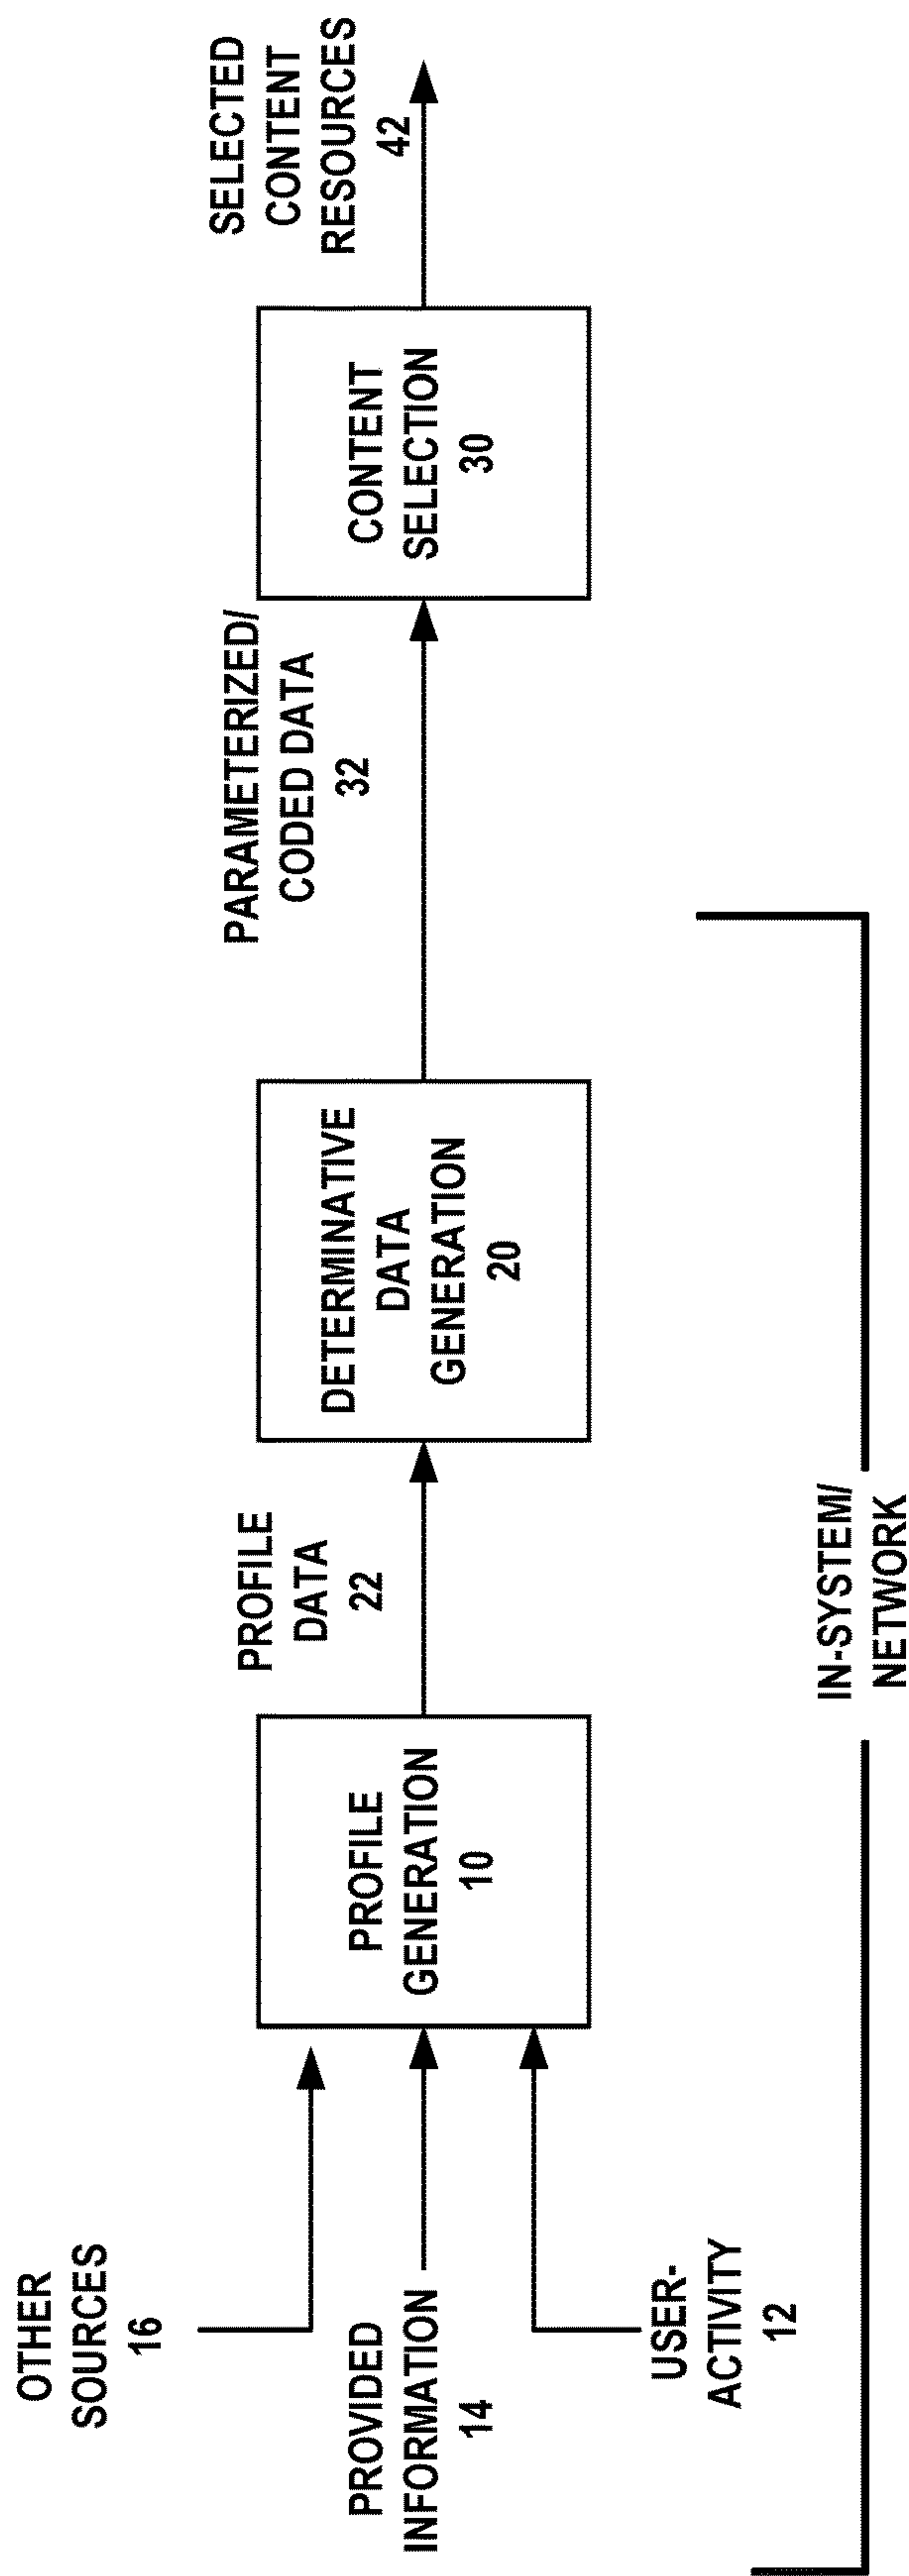 OTHER
SOURCES
16
PROVIDED
INFORMATION
14
USER-
ACTIVITY
12
PROFILE
GENERATION
10
PROFILE
DATA
22
DETERMINATIVE
DATA
GENERATION
20
PARAMETERIZED/
CODED DATA
32
CONTENT
SELECTION
30
SELECTED
CONTENT
RESOURCES
42
IN-SYSTEM/
NETWORK